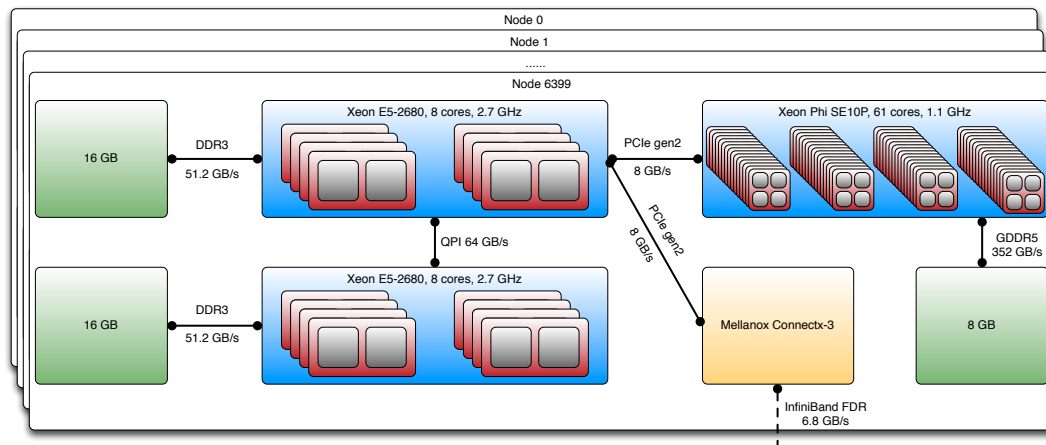 Node 0
Node 1
......
Node 6399
Xeon E5-2680, 8 cores, 2.7 GHz
Xeon Phi SE10P, 61 cores, 1.1 GHz
16 GB
DDR3
51.2 GB/s
PCIe gen2
8 GB/s
PCIe gen2
8 GB/s
QPI 64 GB/s
GDDR5
352 GB/s
Xeon E5-2680, 8 cores, 2.7 GHz
16 GB
DDR3
51.2 GB/s
Mellanox Connectx-3
8 GB
InfiniBand FDR
6.8 GB/s